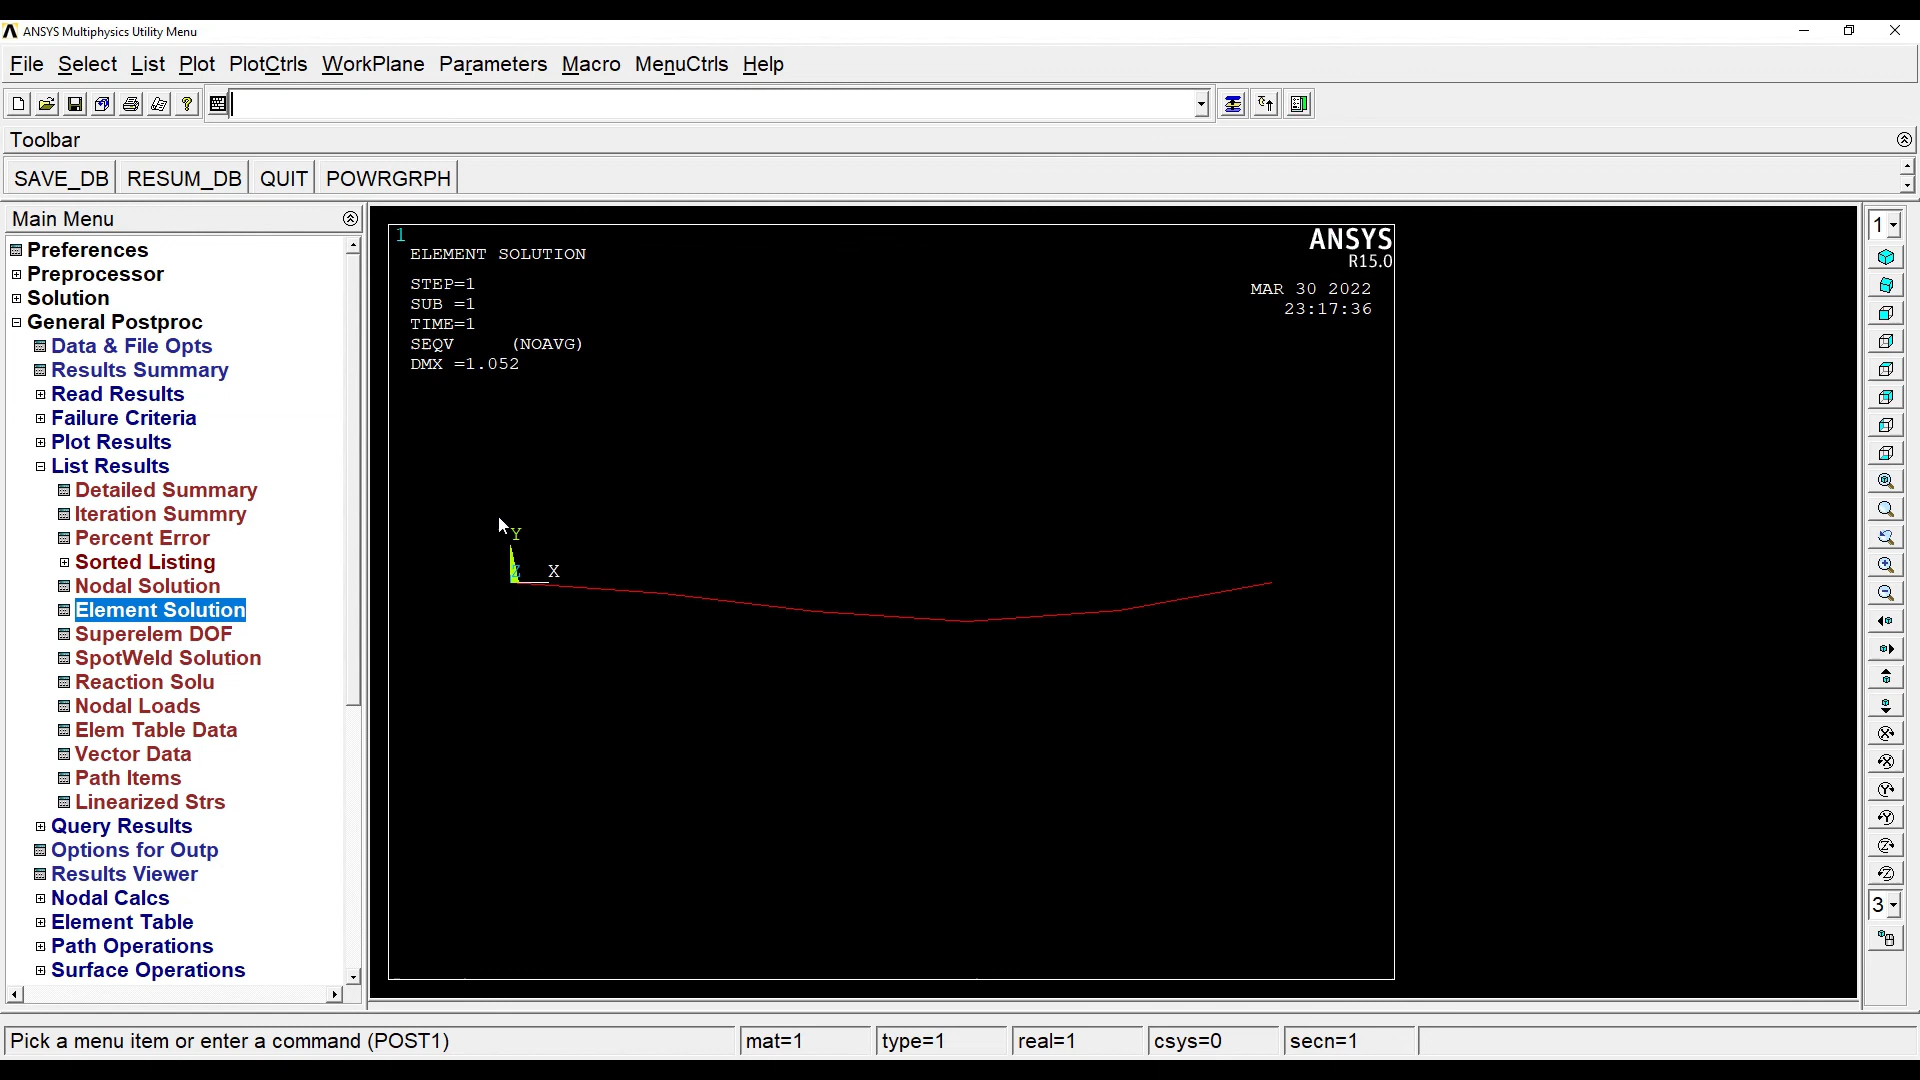 ANSYS Multiphysics Utility Menu
File Select List Plot PlotCtrls WorkPlane Parameters Macro MenuCtrls Help
Toolbar
SAVE_DB RESUM_DB QUIT POWRGRPH
Main Menu
Preferences
Preprocessor
Solution
General Postproc
Data & File Opts
Results Summary
Read Results
Failure Criteria
Plot Results
List Results
Detailed Summary
Iteration Summry
Percent Error
Sorted Listing
Nodal Solution
Element Solution
Superelem DOF
SpotWeld Solution
Reaction Solu
Nodal Loads
Elem Table Data
Vector Data
Path Items
Linearized Strs
Query Results
Options for Outp
Results Viewer
Nodal Calcs
Element Table
Path Operations
Surface Operations
1
ELEMENT SOLUTION
STEP=1
SUB =1
TIME=1
SEQV (NOAVG)
DMX =1.052
ANSYS
R15.0
MAR 30 2022
23:17:36
Y
Z X
1
3
Pick a menu item or enter a command (POST1) mat=1 type=1 real=1 csys=0 secn=1